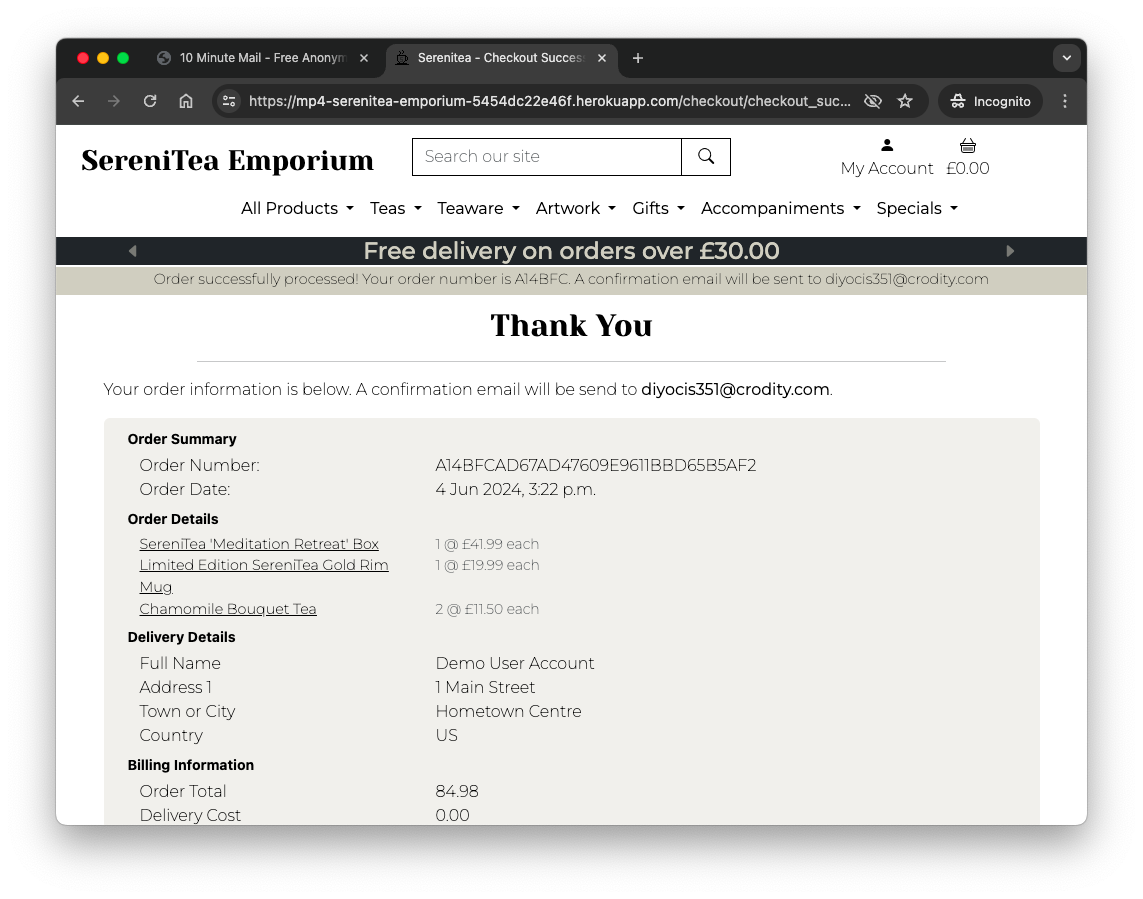 10 Minute Mail - Free Anonym
Serenitea - Checkout Success
https://mp4-serenitea-emporium-5454dc22e46f.herokuapp.com/checkout/checkout_suc...
Incognito
SereniTea Emporium
Search our site
My Account
£0.00
All Products
Teas
Teaware
Artwork
Gifts
Accompaniments
Specials
Free delivery on orders over £30.00
Order successfully processed! Your order number is A14BFC. A confirmation email will be sent to diyocis351@crodity.com
Thank You
Your order information is below. A confirmation email will be send to diyocis351@crodity.com.
Order Summary
Order Number: A14BFCAD67AD47609E9611BBD65B5AF2
Order Date: 4 Jun 2024, 3:22 p.m.
Order Details
SereniTea 'Meditation Retreat' Box 1 @ £41.99 each
Limited Edition SereniTea Gold Rim 1 @ £19.99 each
Mug
Chamomile Bouquet Tea 2 @ £11.50 each
Delivery Details
Full Name Demo User Account
Address 1 1 Main Street
Town or City Hometown Centre
Country US
Billing Information
Order Total 84.98
Delivery Cost 0.00